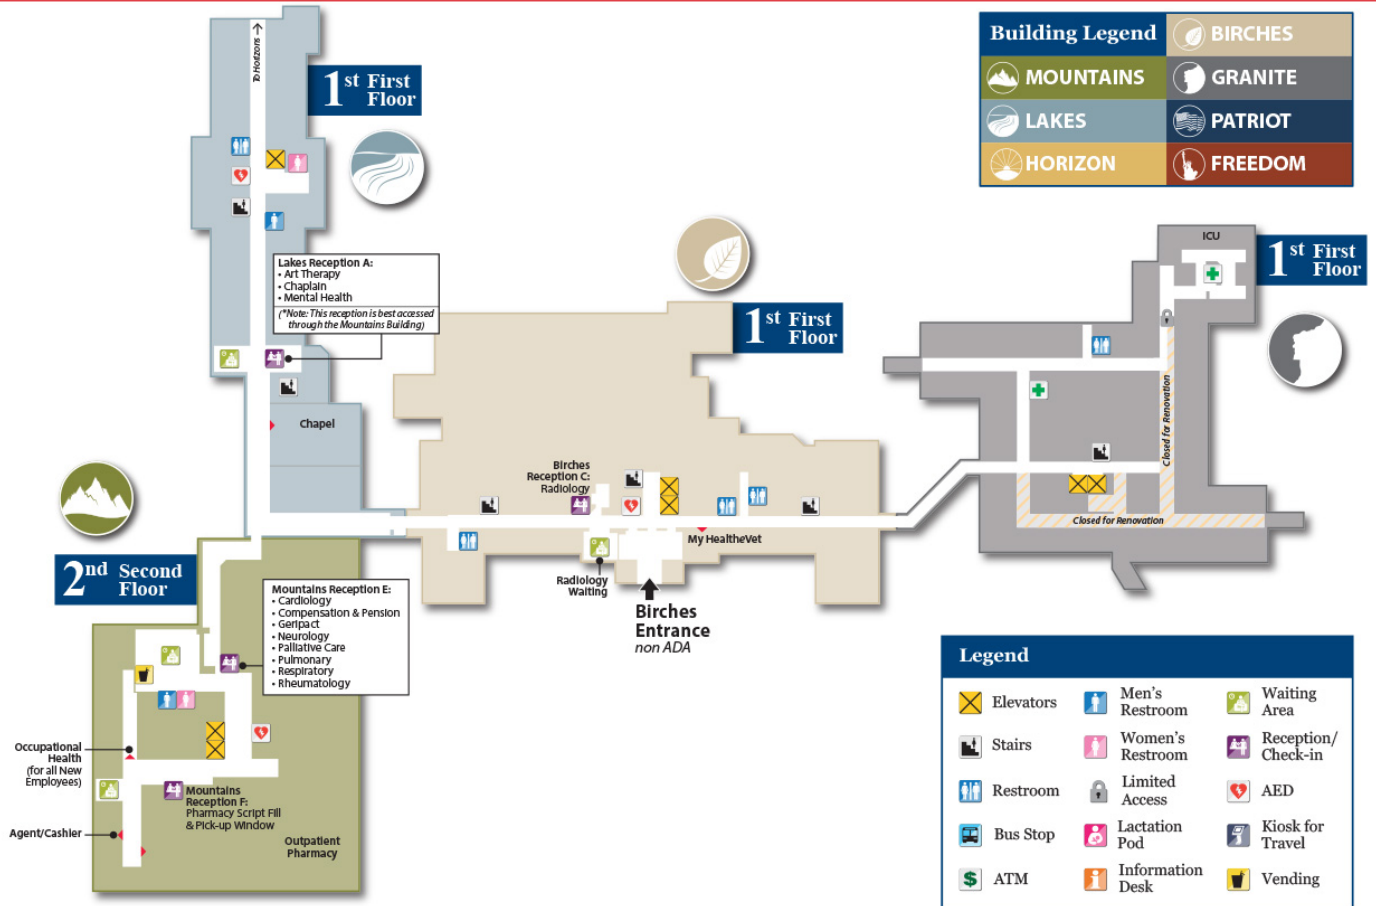 To Horizons
1st First
Floor
Building Legend
BIRCHES
MOUNTAINS
GRANITE
LAKES
PATRIOT
HORIZON
FREEDOM
Lakes Reception A:
• Art Therapy
• Chaplain
• Mental Health
(*Note: This reception is best accessed
through the Mountains Building)
Chapel
1st First
Floor
ICU
1st First
Floor
Closed for Renovation
Closed for Renovation
Birches
Reception C:
Radiology
My HealtheVet
Radiology
Waiting
Birches
Entrance
non ADA
2nd Second
Floor
Mountains Reception E:
• Cardiology
• Compensation & Pension
• Geripact
• Neurology
• Palliative Care
• Pulmonary
• Respiratory
• Rheumatology
Occupational
Health
(for all New
Employees)
Mountains
Reception F:
Pharmacy Script Fill
& Pick-up Window
Agent/Cashier
Outpatient
Pharmacy
Legend
Elevators
Men's
Restroom
Waiting
Area
Stairs
Women's
Restroom
Reception/
Check-in
Restroom
Limited
Access
AED
Bus Stop
Lactation
Pod
Kiosk for
Travel
ATM
Information
Desk
Vending